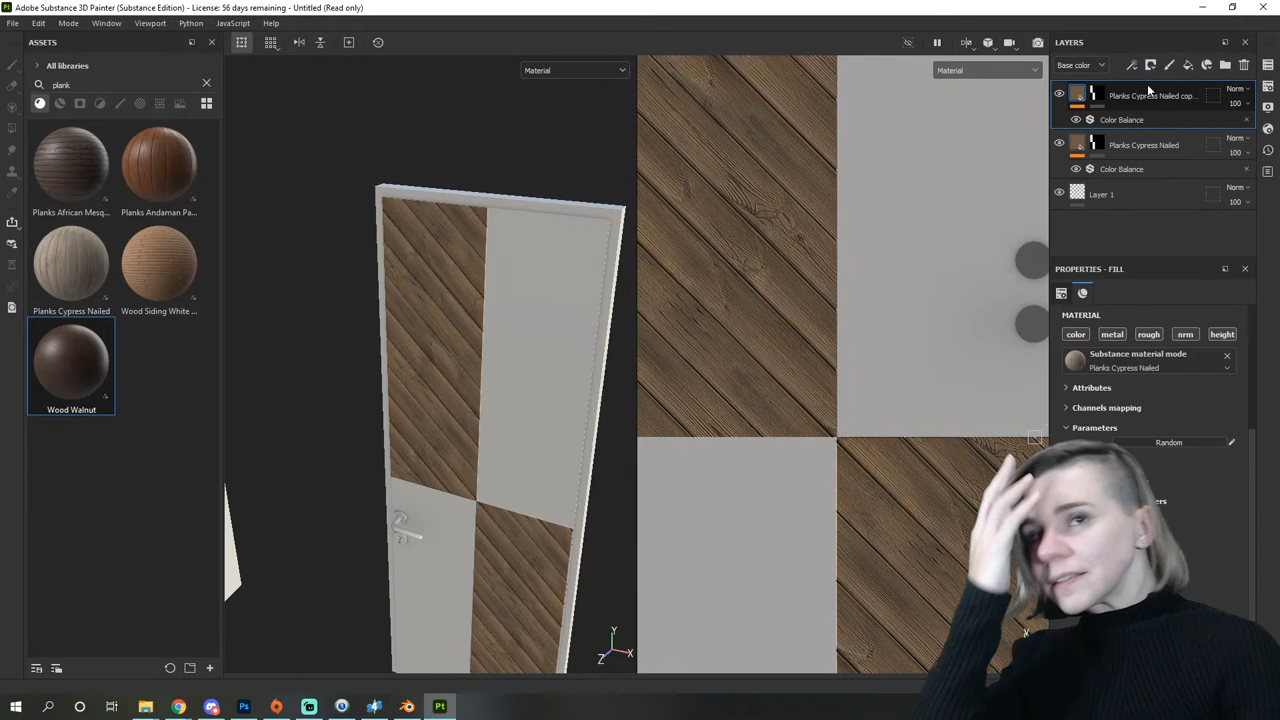 Pt Adobe Substance 3D Painter (Substance Edition) - License: 56 days remaining - Untitled (Read only)
File Edit Mode Window Viewport Python JavaScript Help
ASSETS
All libraries
plank
Planks African Mesq...
Planks Andaman Pa...
Planks Cypress Nailed
Wood Siding White ...
Wood Walnut
Material
Material
Y
X
Z
LAYERS
Base color
Planks Cypress Nailed cop...
Norm
100
Color Balance
Planks Cypress Nailed
Norm
100
Color Balance
Layer 1
Norm
100
PROPERTIES - FILL
MATERIAL
color metal rough nrm height
Substance material mode
Planks Cypress Nailed
Attributes
Channels mapping
Parameters
Random
Ps
Pt